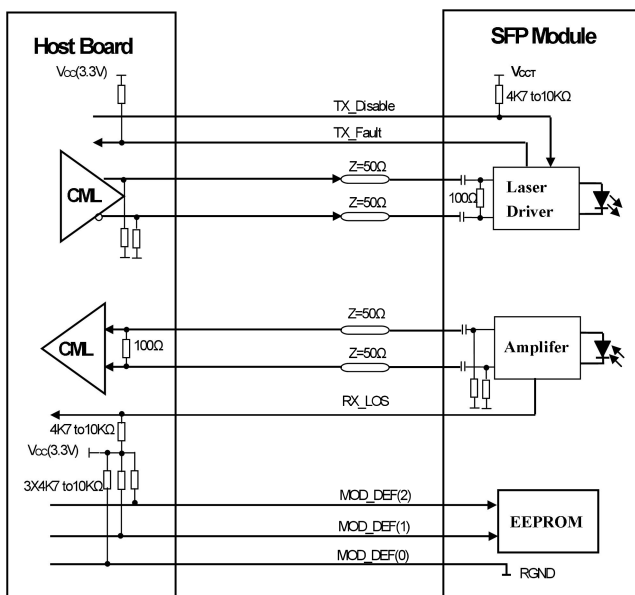 Host Board
SFP Module
Vcc(3.3V)
VCCT
4K7 to10KΩ
TX_Disable
TX_Fault
CML
Z=50Ω
Z=50Ω
100Ω
Laser
Driver
Z=50Ω
Z=50Ω
CML
100Ω
Amplifer
RX_LOS
4K7 to10KΩ
Vcc(3.3V)
3X4K7 to10KΩ
MOD_DEF(2)
MOD_DEF(1)
MOD_DEF(0)
EEPROM
RGND